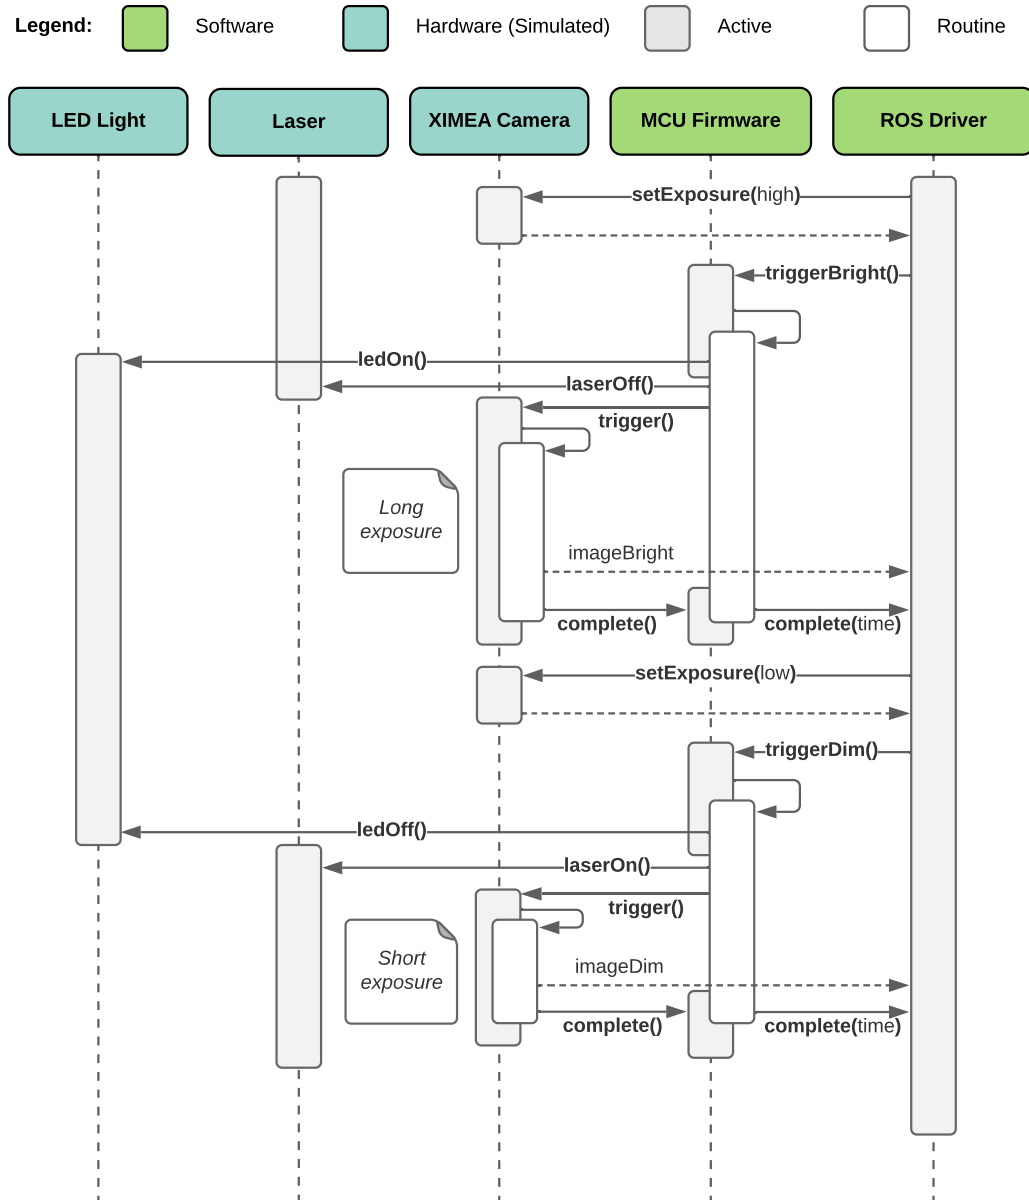 Legend: Software Hardware (Simulated) Active Routine
LED Light Laser XIMEA Camera MCU Firmware ROS Driver
setExposure(high)
triggerBright()
ledOn()
laserOff()
trigger()
Long
exposure
imageBright
complete() complete(time)
setExposure(low)
triggerDim()
ledOff()
laserOn()
trigger()
Short
exposure
imageDim
complete() complete(time)